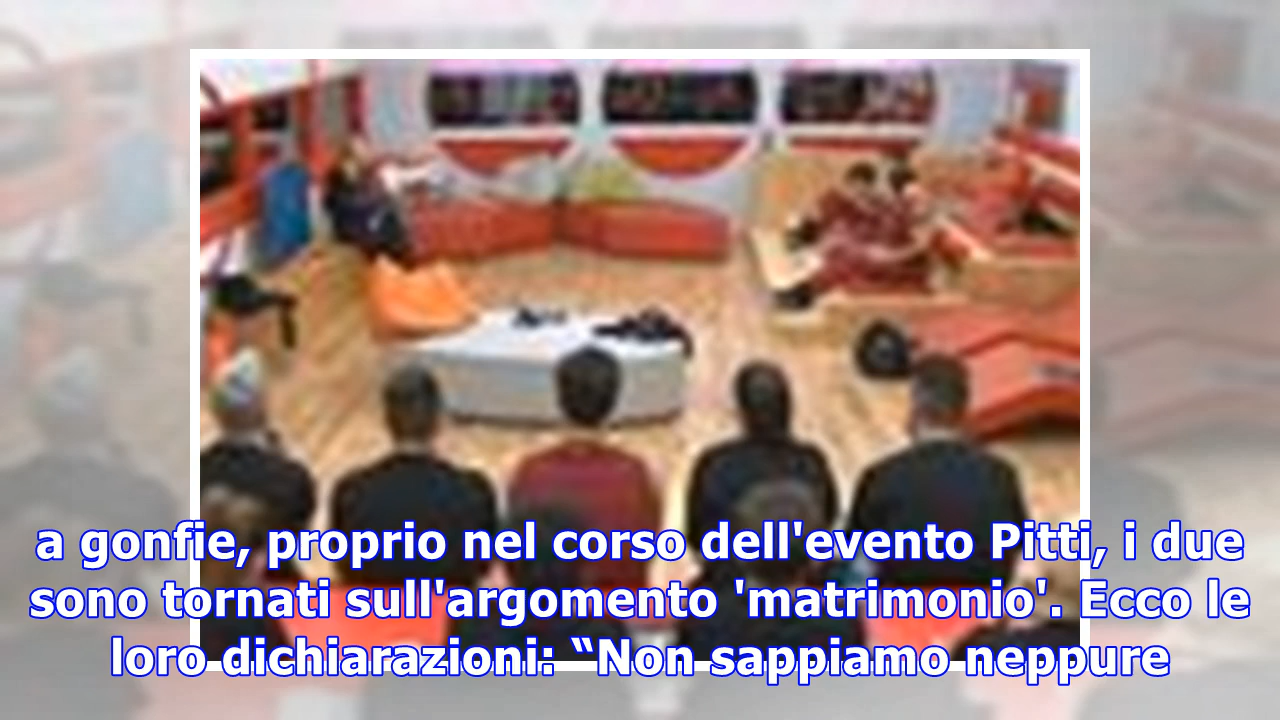 a gonfie, proprio nel corso dell'evento Pitti, i due
sono tornati sull'argomento 'matrimonio'. Ecco le
loro dichiarazioni: “Non sappiamo neppure